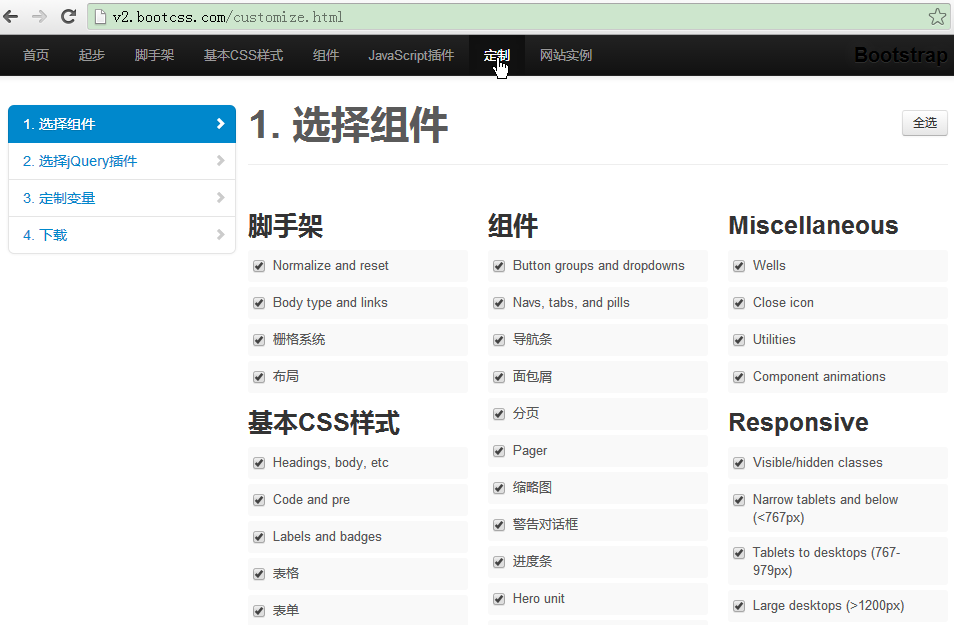 v2.bootcss.com/customize.html
首页 起步 脚手架 基本CSS样式 组件 JavaScript插件 定制 网站实例 Bootstrap
1. 选择组件
2. 选择jQuery插件
3. 定制变量
4. 下载
1. 选择组件
全选
脚手架
Normalize and reset
Body type and links
栅格系统
布局
基本CSS样式
Headings, body, etc
Code and pre
Labels and badges
表格
表单
组件
Button groups and dropdowns
Navs, tabs, and pills
导航条
面包屑
分页
Pager
缩略图
警告对话框
进度条
Hero unit
Miscellaneous
Wells
Close icon
Utilities
Component animations
Responsive
Visible/hidden classes
Narrow tablets and below
(<767px)
Tablets to desktops (767-
979px)
Large desktops (>1200px)